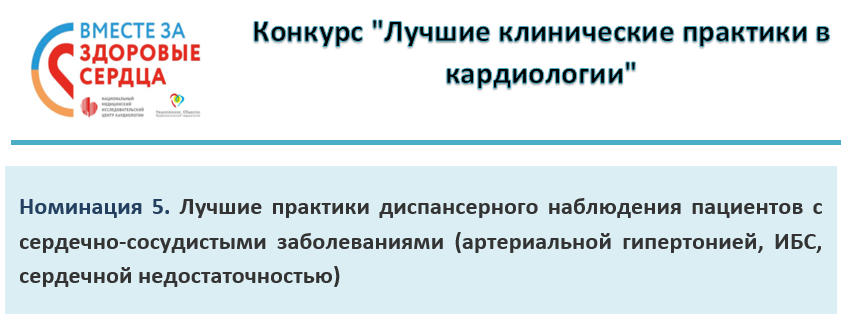 ВМЕСТЕ ЗА
ЗДОРОВЫЕ
СЕРДЦА
НАЦИОНАЛЬНЫЙ
МЕДИЦИНСКИЙ
ИССЛЕДОВАТЕЛЬСКИЙ
ЦЕНТР КАРДИОЛОГИИ
Конкурс "Лучшие клинические практики в
кардиологии"
Номинация 5. Лучшие практики диспансерного наблюдения пациентов с
сердечно-сосудистыми заболеваниями (артериальной гипертонией, ИБС,
сердечной недостаточностью)